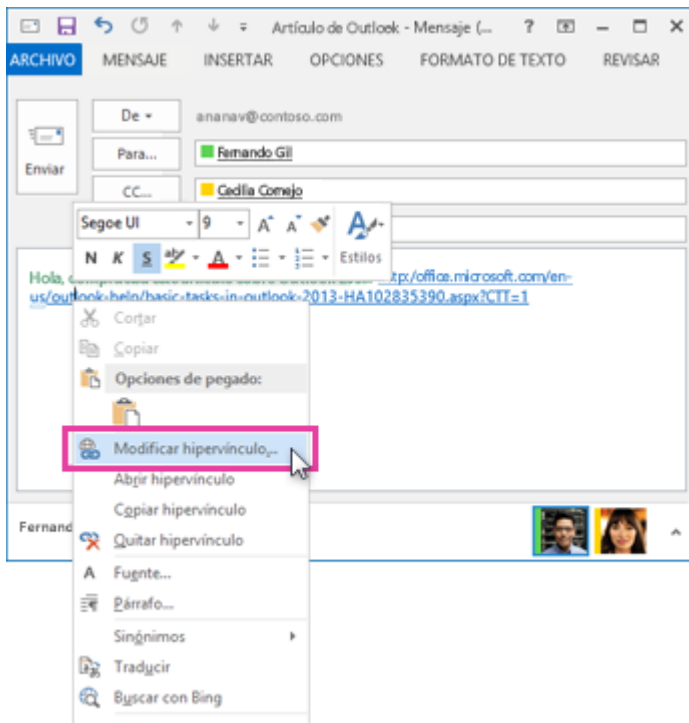 Artículo de Outlook - Mensaje (... ?
ARCHIVO MENSAJE INSERTAR OPCIONES FORMATO DE TEXTO REVISAR
De ananav@contoso.com
Enviar
Para... Fernando Gil
CC... Cedlia Comejo
Segoe UI 9 A A A
N K S aby A Estilos
Hola, http:/office.microsoft.com/en-
us/outlook-help/basic-tasks-in-outlook-2013-HA102835390.aspx?CTT=1
Cortar
Copiar
Opciones de pegado:
Modificar hipervínculo...
Abrir hipervínculo
Copiar hipervínculo
Fernand
Quitar hipervínculo
A Fuente...
Párrafo...
Sinónimos
Traducir
Buscar con Bing